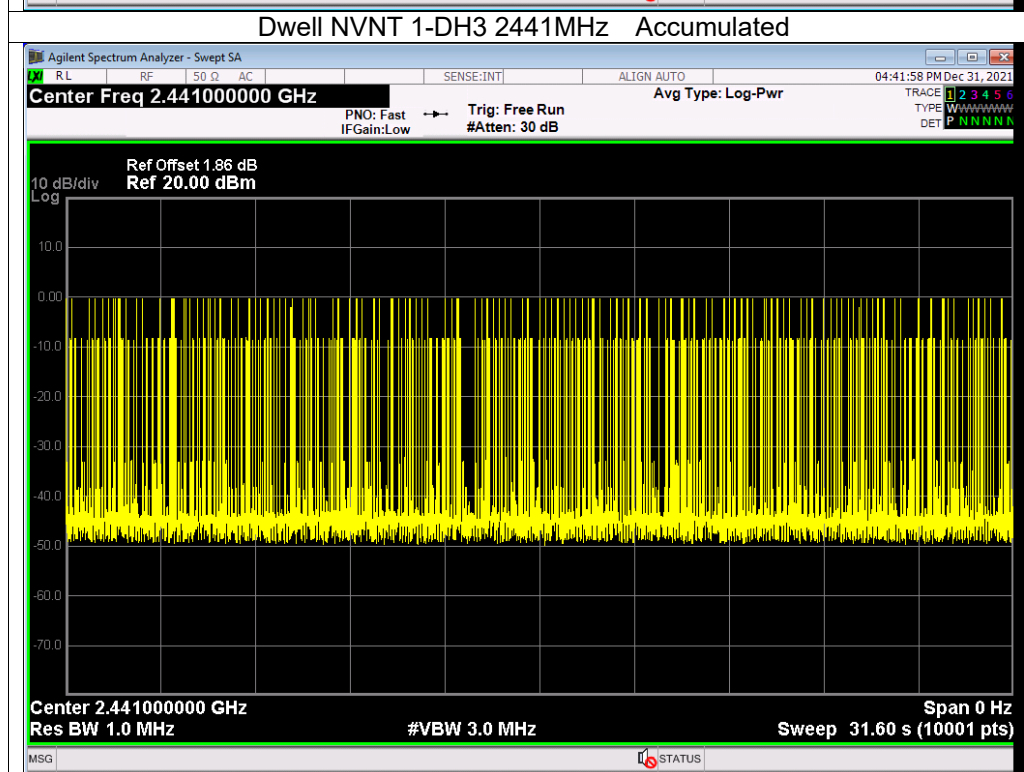 Dwell NVNT 1-DH3 2441MHz Accumulated
Agilent Spectrum Analyzer - Swept SA
LXI RL RF 50 Ω AC SENSE:INT ALIGN AUTO 04:41:58 PM Dec 31, 2021
Center Freq 2.441000000 GHz Avg Type: Log-Pwr TRACE 1 2 3 4 5 6
PNO: Fast Trig: Free Run TYPE WWWWWWW
IFGain:Low #Atten: 30 dB DET P N N N N N
Ref Offset 1.86 dB
10 dB/div Ref 20.00 dBm
Log
10.0
0.00
-10.0
-20.0
-30.0
-40.0
-50.0
-60.0
-70.0
Center 2.441000000 GHz Span 0 Hz
Res BW 1.0 MHz #VBW 3.0 MHz Sweep 31.60 s (10001 pts)
MSG STATUS